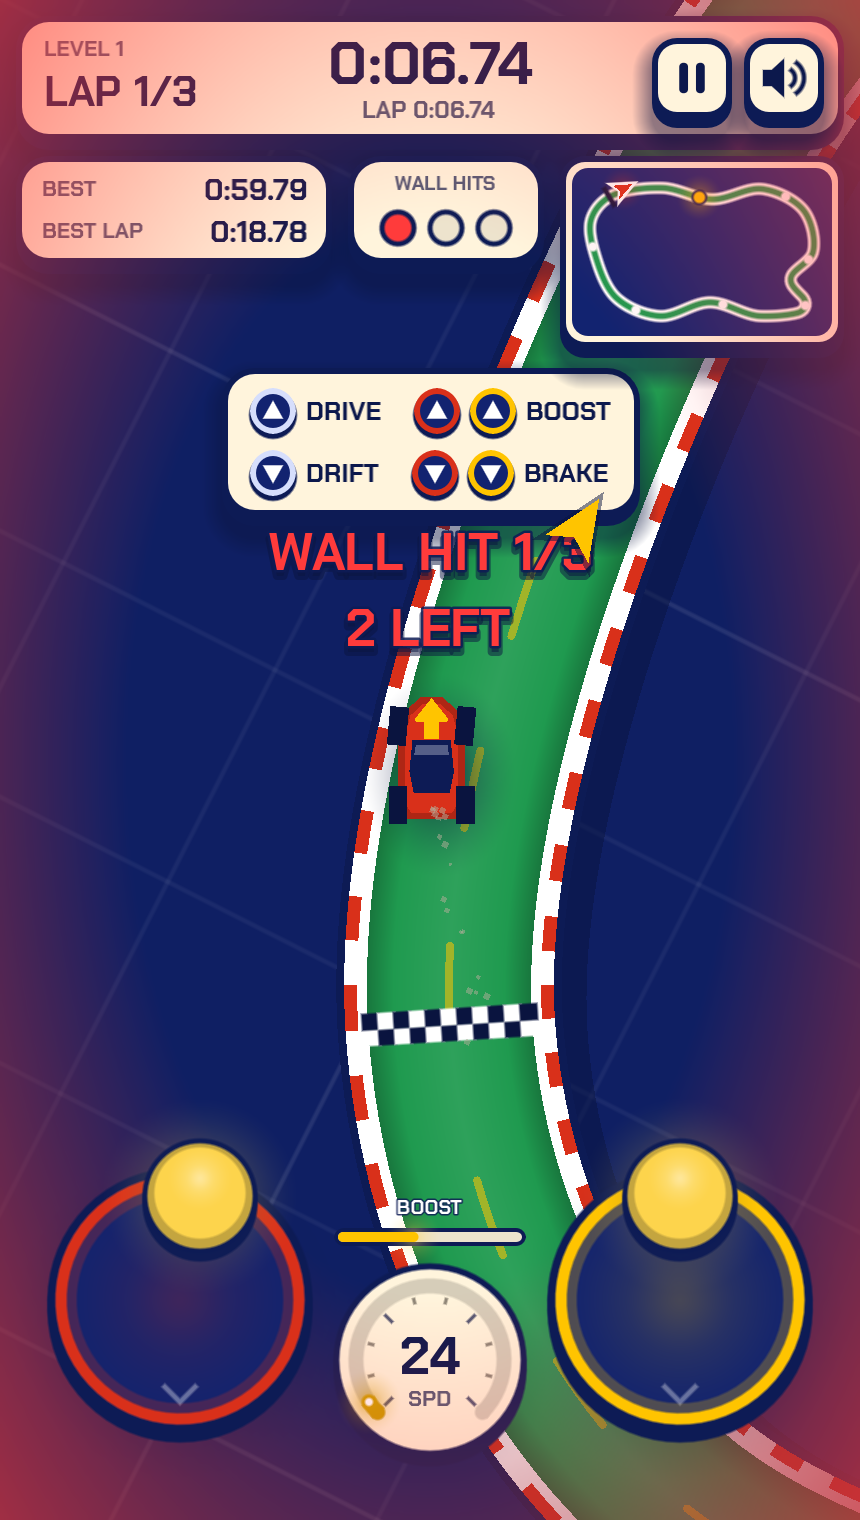 LEVEL 1
LAP 1/3
0:06.74
LAP 0:06.74
BEST 0:59.79
BEST LAP 0:18.78
WALL HITS
DRIVE BOOST
DRIFT BRAKE
WALL HIT 1/3
2 LEFT
BOOST
24
SPD